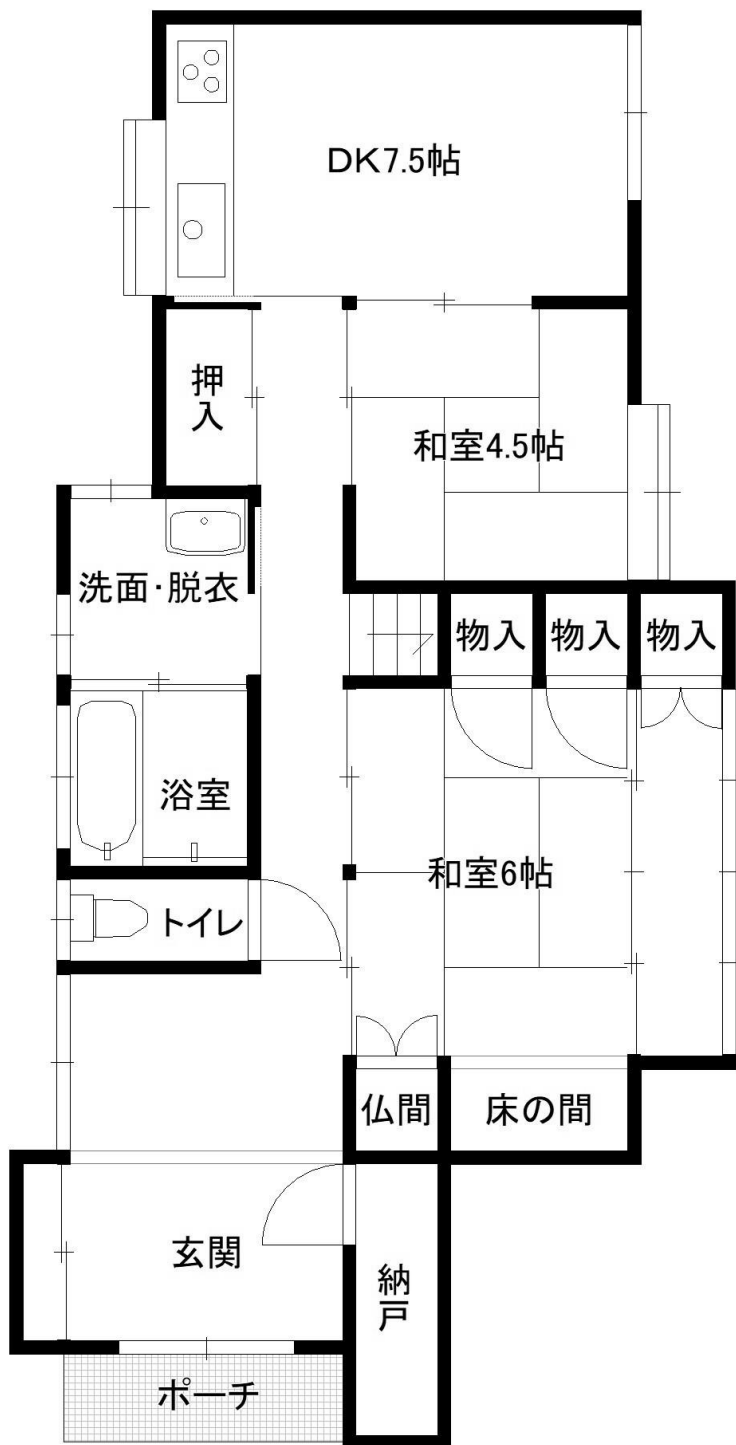 DK7.5帖
押入
和室4.5帖
洗面・脱衣
物入
物入
物入
浴室
和室6帖
トイレ
仏間
床の間
玄関
納戸
ポーチ